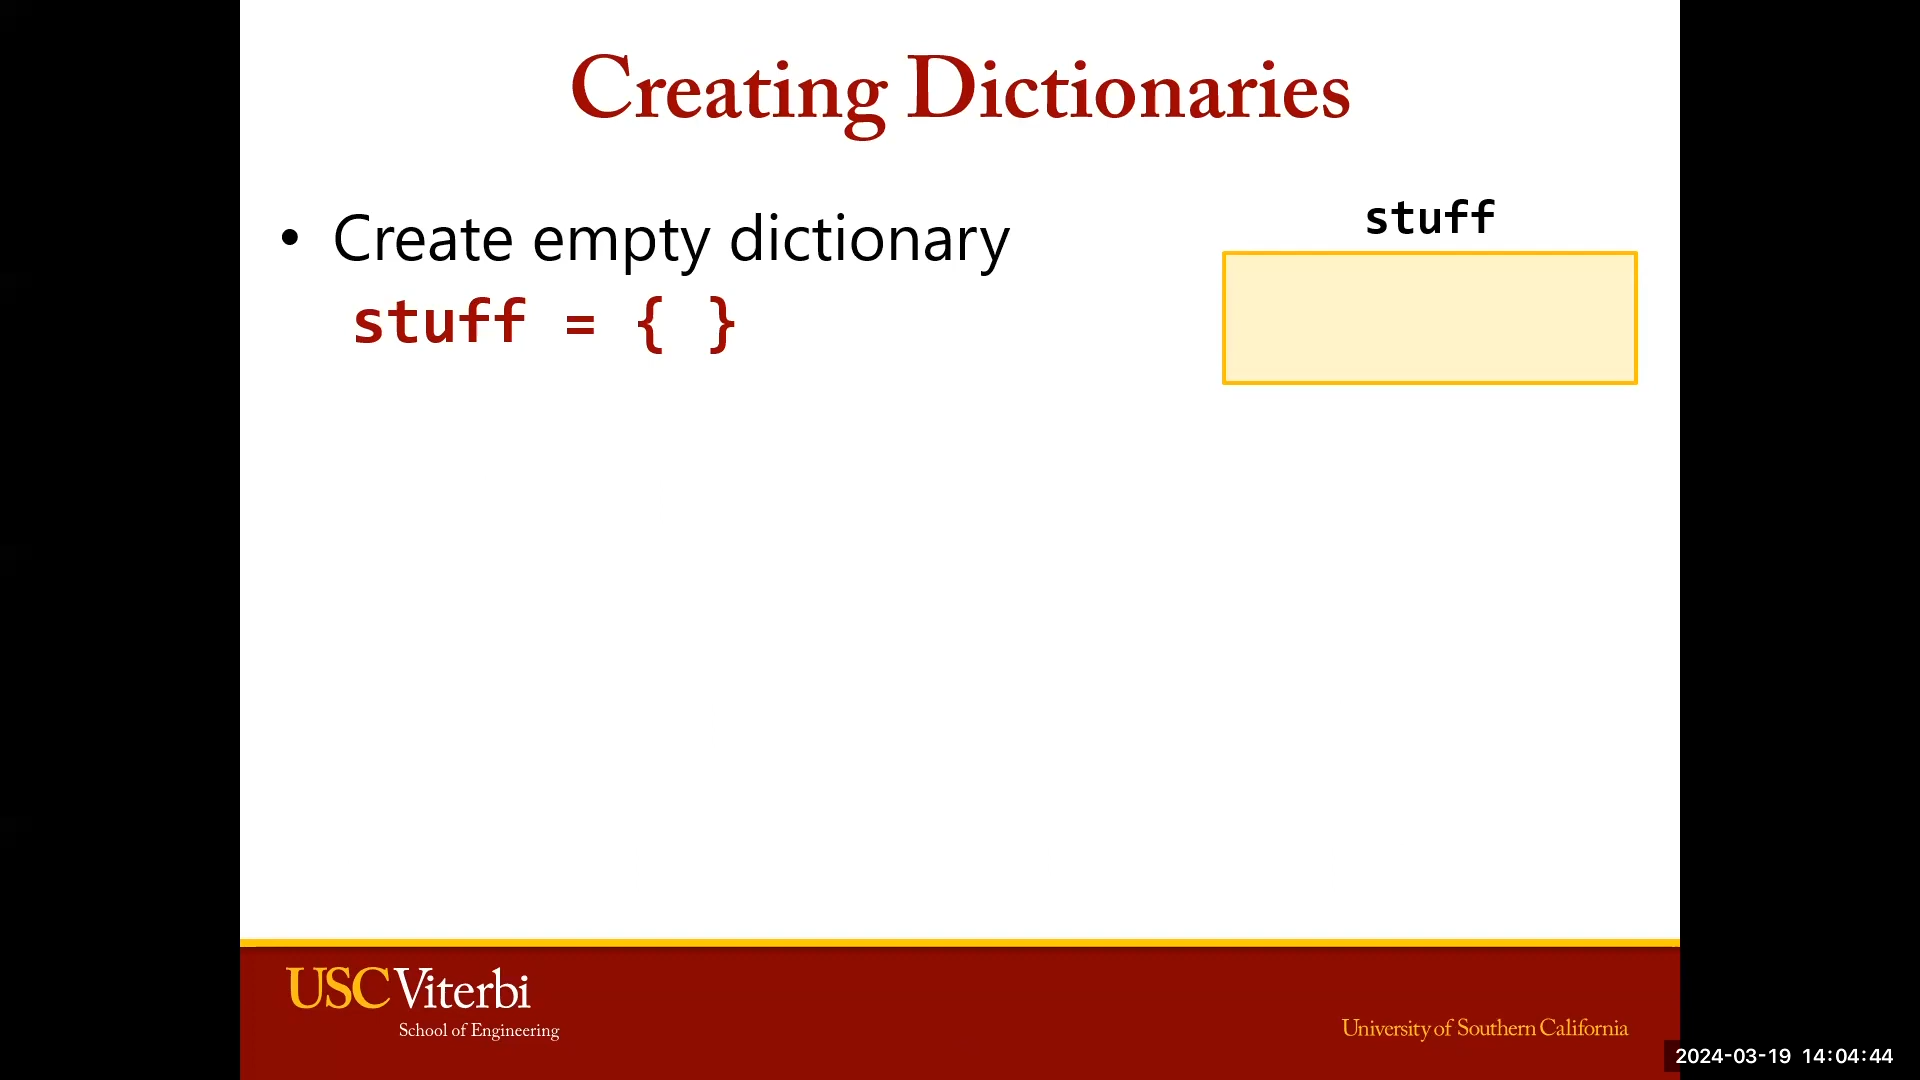 Creating Dictionaries
• Create empty dictionary
stuff = { }
stuff
USC Viterbi
School of Engineering
University of Southern California
2024-03-19 14:04:44